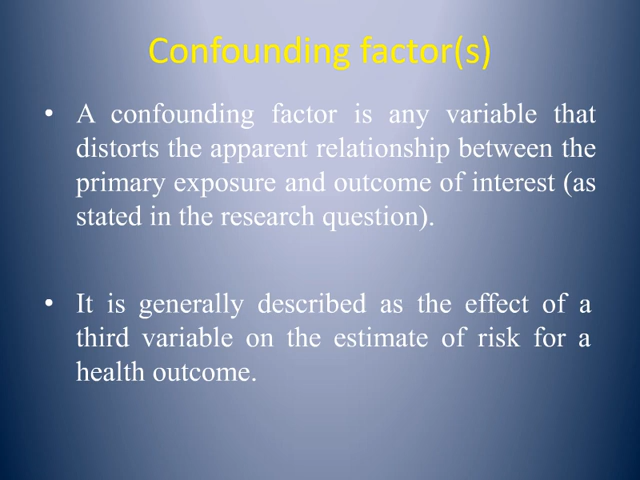 Confounding factor(s)
• A confounding factor is any variable that
distorts the apparent relationship between the
primary exposure and outcome of interest (as
stated in the research question).
• It is generally described as the effect of a
third variable on the estimate of risk for a
health outcome.